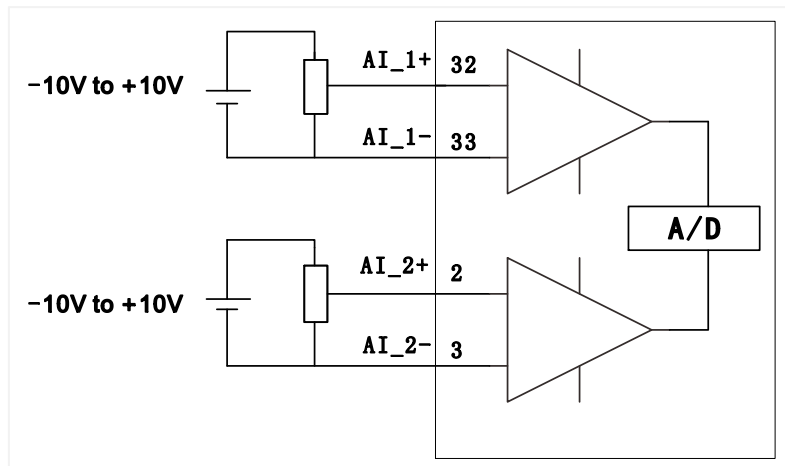 AI_1+ 32
-10V to +10V
AI_1- 33
A/D
AI_2+ 2
-10V to +10V
AI_2- 3